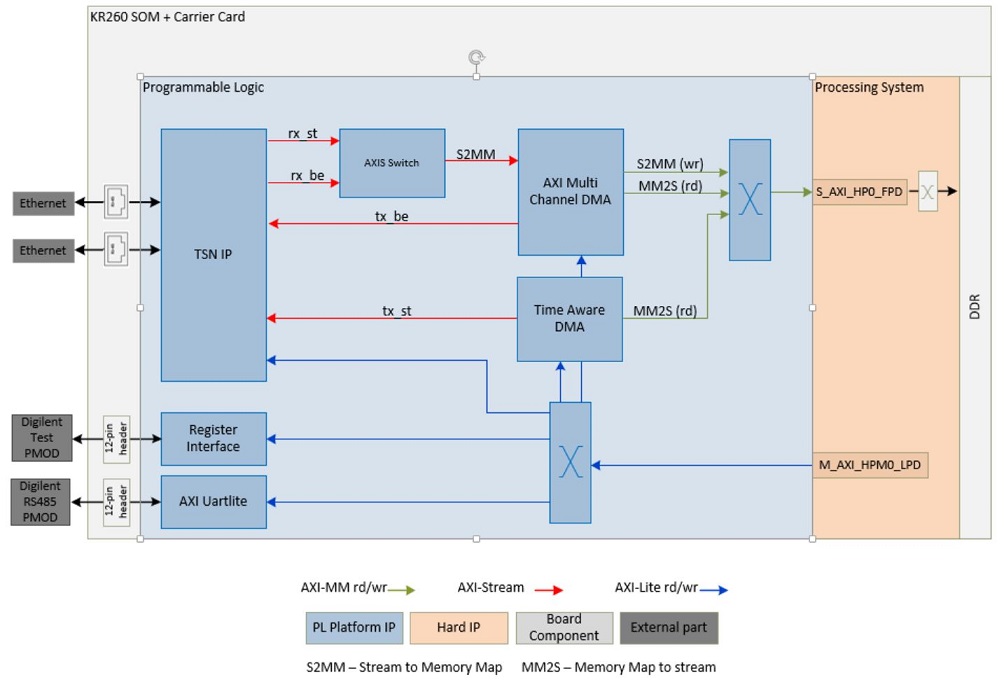 KR260 SOM + Carrier Card
Programmable Logic
Processing System
rx_st
rx_be
AXIS Switch
S2MM
AXI Multi
Channel DMA
S2MM (wr)
MM2S (rd)
S_AXI_HP0_FPD
Ethernet
Ethernet
tx_be
TSN IP
tx_st
Time Aware
DMA
MM2S (rd)
DDR
Digilent
Test
PMOD
12-pin
header
Register
Interface
M_AXI_HPM0_LPD
Digilent
RS485
PMOD
12-pin
header
AXI Uartlite
AXI-MM rd/wr
AXI-Stream
AXI-Lite rd/wr
PL Platform IP
Hard IP
Board
Component
External part
S2MM – Stream to Memory Map
MM2S – Memory Map to stream